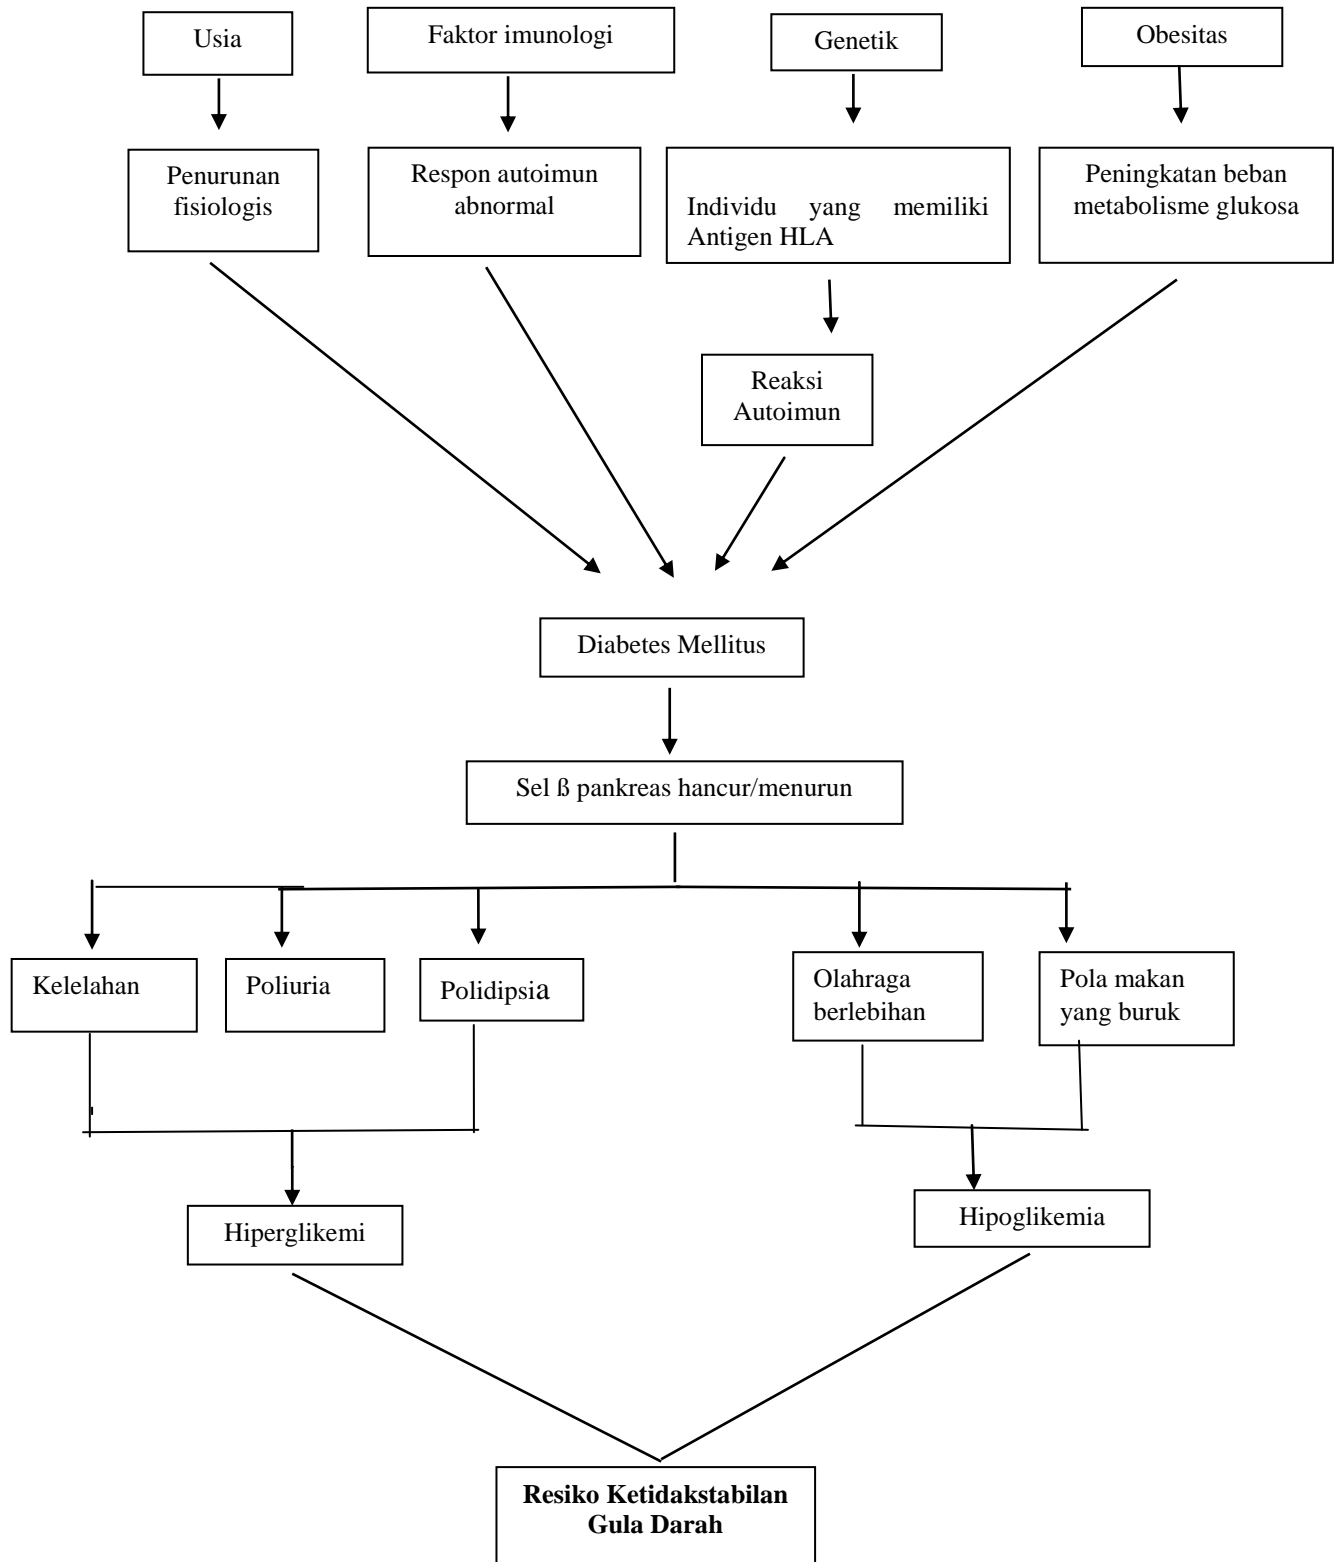 Usia
Faktor imunologi
Genetik
Obesitas
Penurunan
fisiologis
Respon autoimun
abnormal
Individu yang memiliki
Antigen HLA
Peningkatan beban
metabolisme glukosa
Reaksi
Autoimun
Diabetes Mellitus
Sel ß pankreas hancur/menurun
Kelelahan
Poliuria
Polidipsia
Olahraga
berlebihan
Pola makan
yang buruk
Hiperglikemi
Hipoglikemia
Resiko Ketidakstabilan
Gula Darah